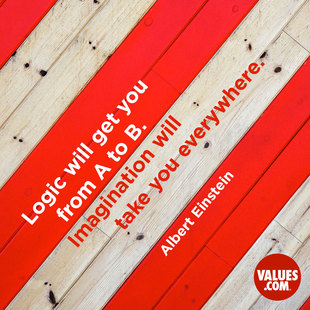 Logic will get you
from A to B.
Imagination will
take you everywhere.
Albert Einstein
VALUES
.COM